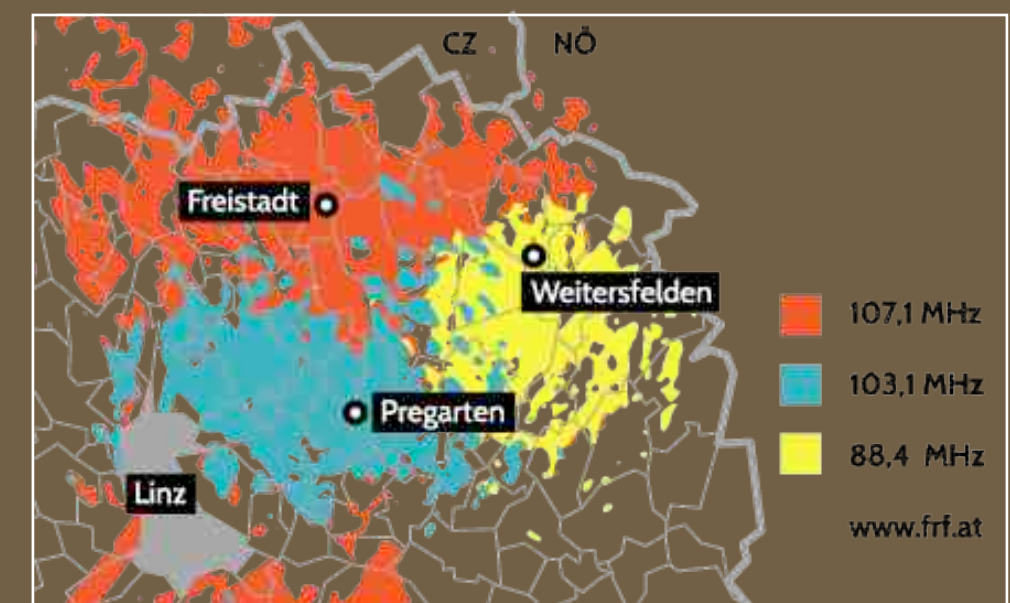 CZ NÖ
Freistadt
Weitersfelden
107,1 MHz
103,1 MHz
Pregarten
88,4 MHz
Linz
www.frf.at